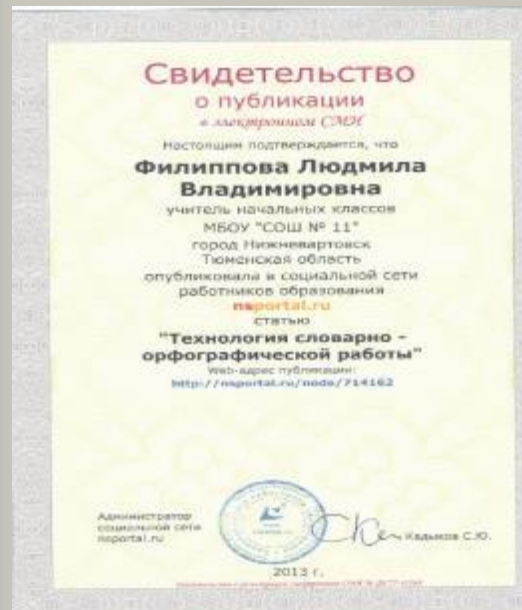 Свидетельство
о публикации
в электронном СМИ
Настоящим подтверждается, что
Филиппова Людмила
Владимировна
учитель начальных классов
МБОУ "СОШ № 11"
город Нижневартовск
Тюменская область
опубликовала в социальной сети
работников образования
nsportal.ru
статью
"Технология словарно -
орфографической работы"
Web-адрес публикации:
http://nsportal.ru/node/714162
Администратор
социальной сети
nsportal.ru
Кадыков С.Ю.
2013 г.